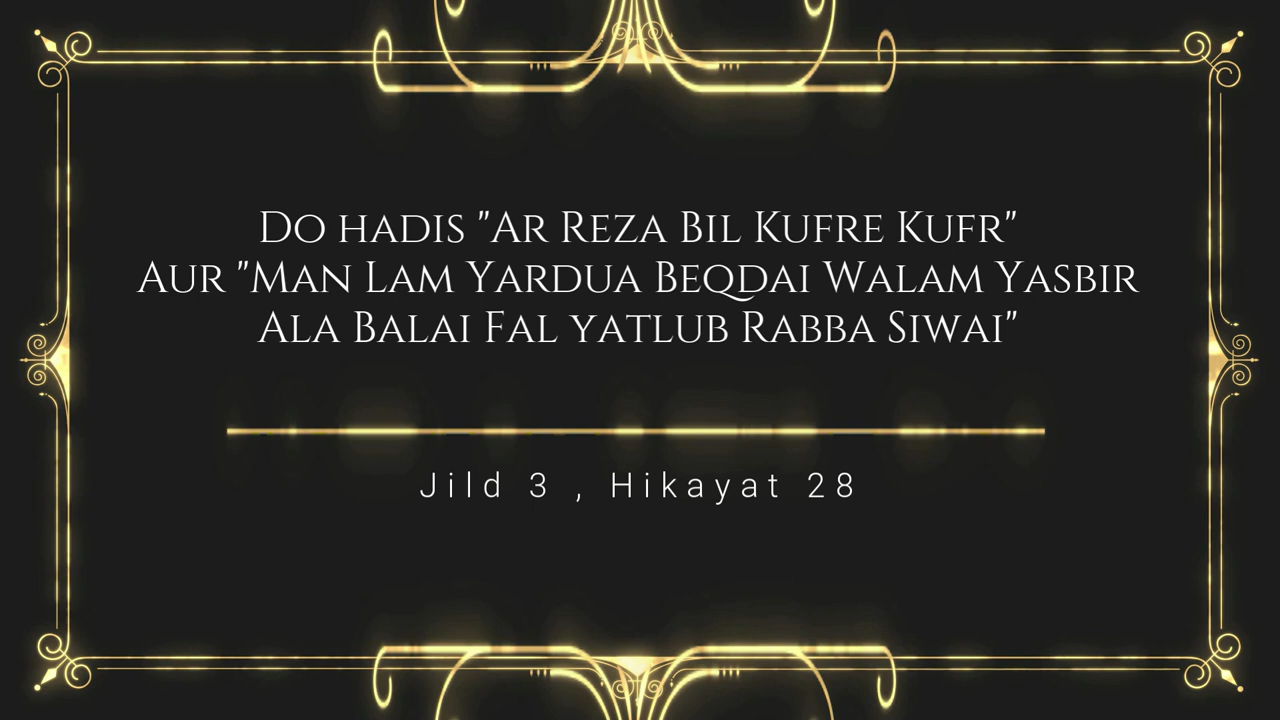 Do hadis "Ar Reza Bil Kufre Kufr"
Aur "Man Lam Yardua Beqdai Walam Yasbir
Ala Balai Fal yatlub Rabba Siwai"
Jild 3 , Hikayat 28